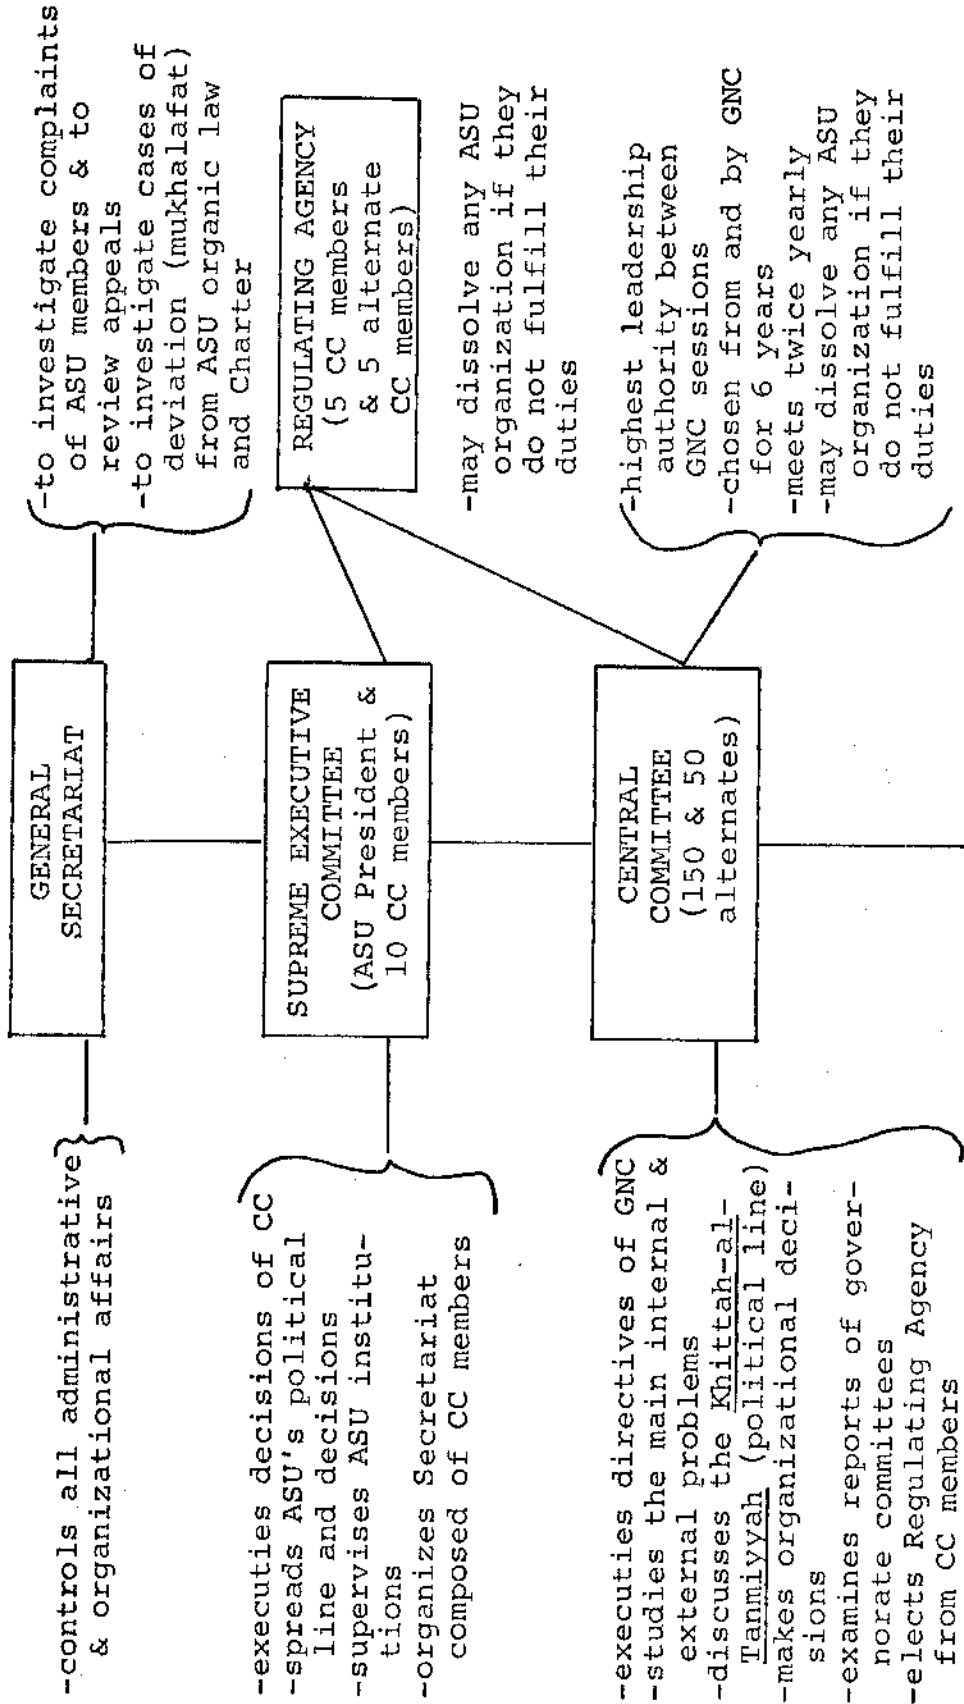 -controls all administrative
& organizational affairs
GENERAL
SECRETARIAT
-to investigate complaints
of ASU members & to
review appeals
-to investigate cases of
deviation (mukhalafat)
from ASU organic law
and Charter
-executies decisions of CC
-spreads ASU's political
line and decisions
-supervises ASU institu-
tions
-organizes Secretariat
composed of CC members
SUPREME EXECUTIVE
COMMITTEE
(ASU President &
10 CC members)
REGULATING AGENCY
(5 CC members
& 5 alternate
CC members)
-may dissolve any ASU
organization if they
do not fulfill their
duties
-executies directives of GNC
-studies the main internal &
external problems
-discusses the Khittah-al-
Tanmiyyah (political line)
-makes organizational deci-
sions
-examines reports of gover-
norate committees
-elects Regulating Agency
from CC members
CENTRAL
COMMITTEE
(150 & 50
alternates)
-highest leadership
authority between
GNC sessions
-chosen from and by GNC
for 6 years
-meets twice yearly
-may dissolve any ASU
organization if they
do not fulfill their
duties